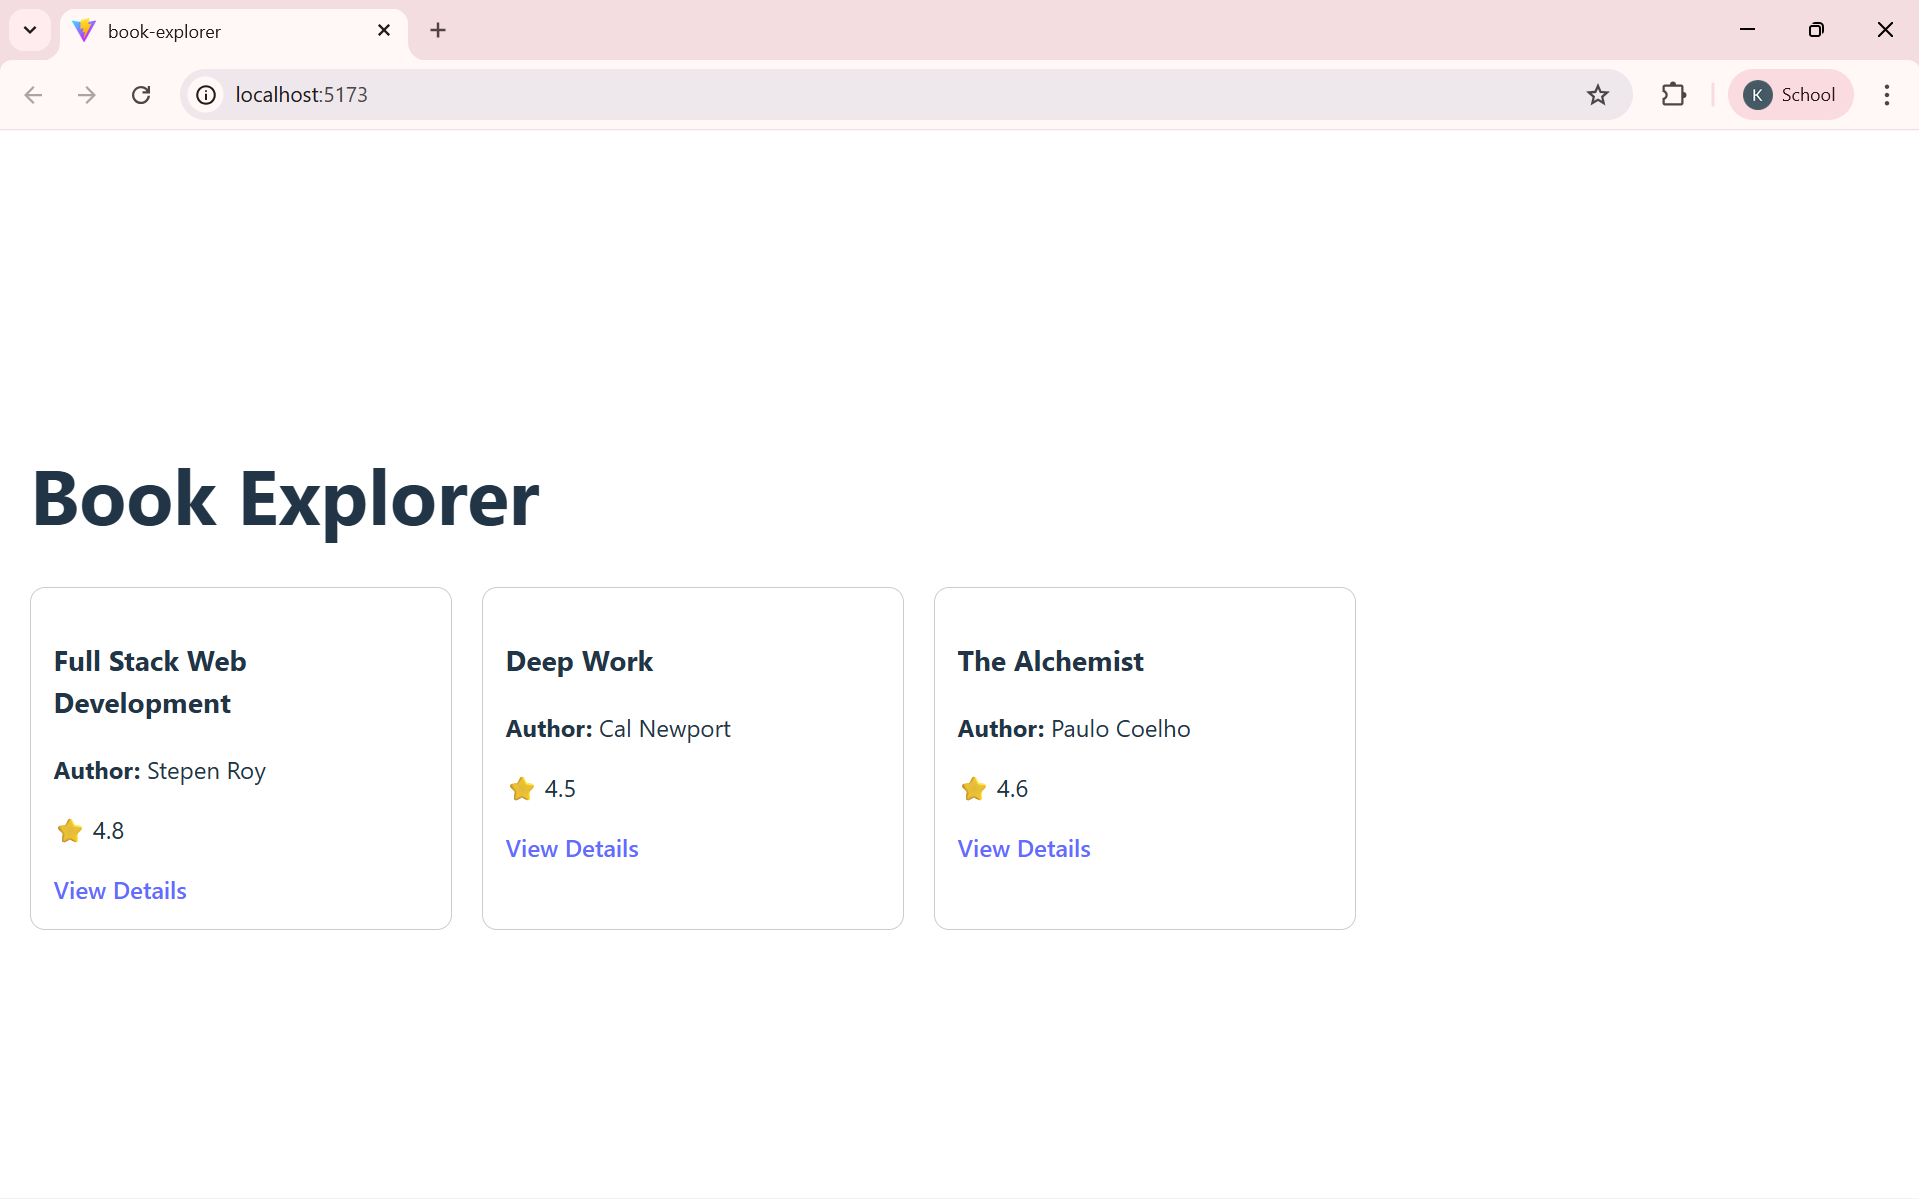 book-explorer
localhost:5173
K School
Book Explorer
Full Stack Web
Development
Author: Stepen Roy
⭐ 4.8
View Details
Deep Work
Author: Cal Newport
⭐ 4.5
View Details
The Alchemist
Author: Paulo Coelho
⭐ 4.6
View Details